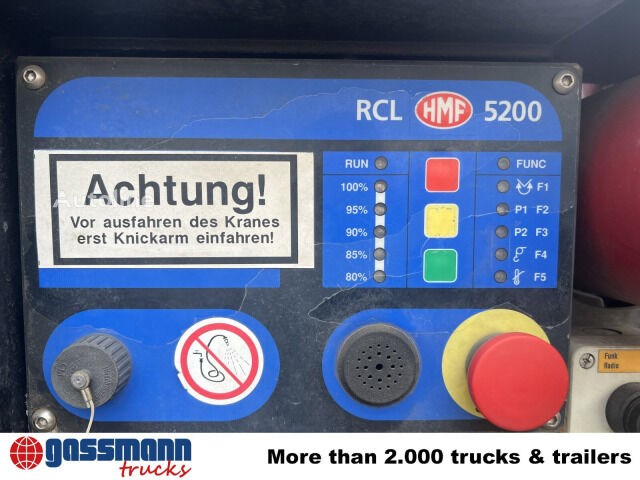 RCL HMF 5200
RUN FUNC
100% F1
95% P1 F2
90% P2 F3
85% F4
80% F5
Achtung!
Vor ausfahren des Kranes
erst Knickarm einfahren!
Autoline
Funk
Radio
gassmann
trucks
More than 2.000 trucks & trailers